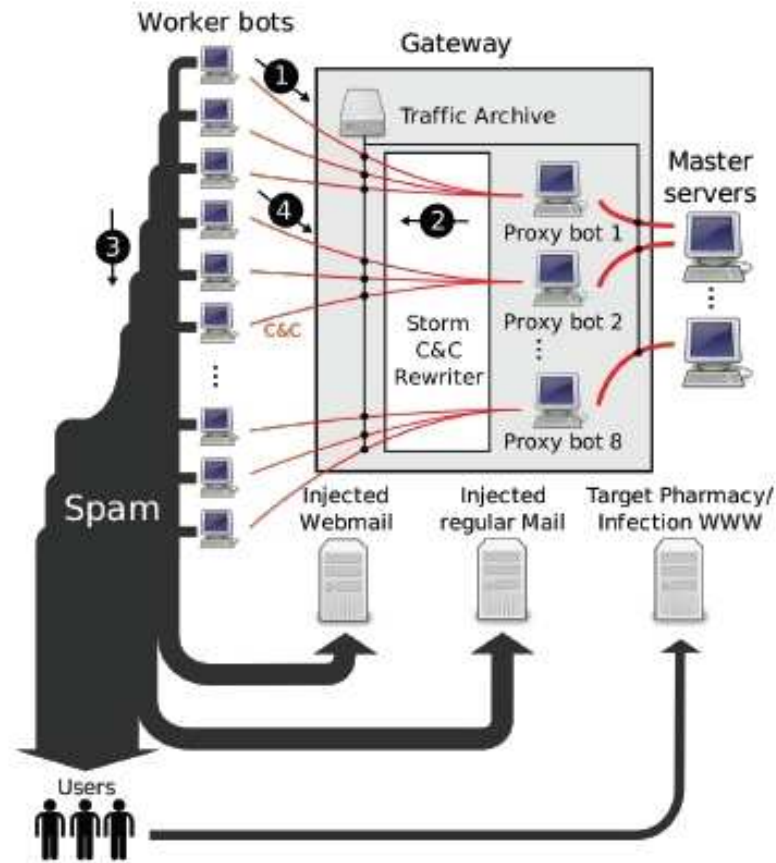 Worker bots
Gateway
1
Traffic Archive
Master
servers
4
2
3
Proxy bot 1
C&C
Storm
C&C
Rewriter
Proxy bot 2
Proxy bot 8
Spam
Injected
Webmail
Injected
regular Mail
Target Pharmacy/
Infection WWW
Users